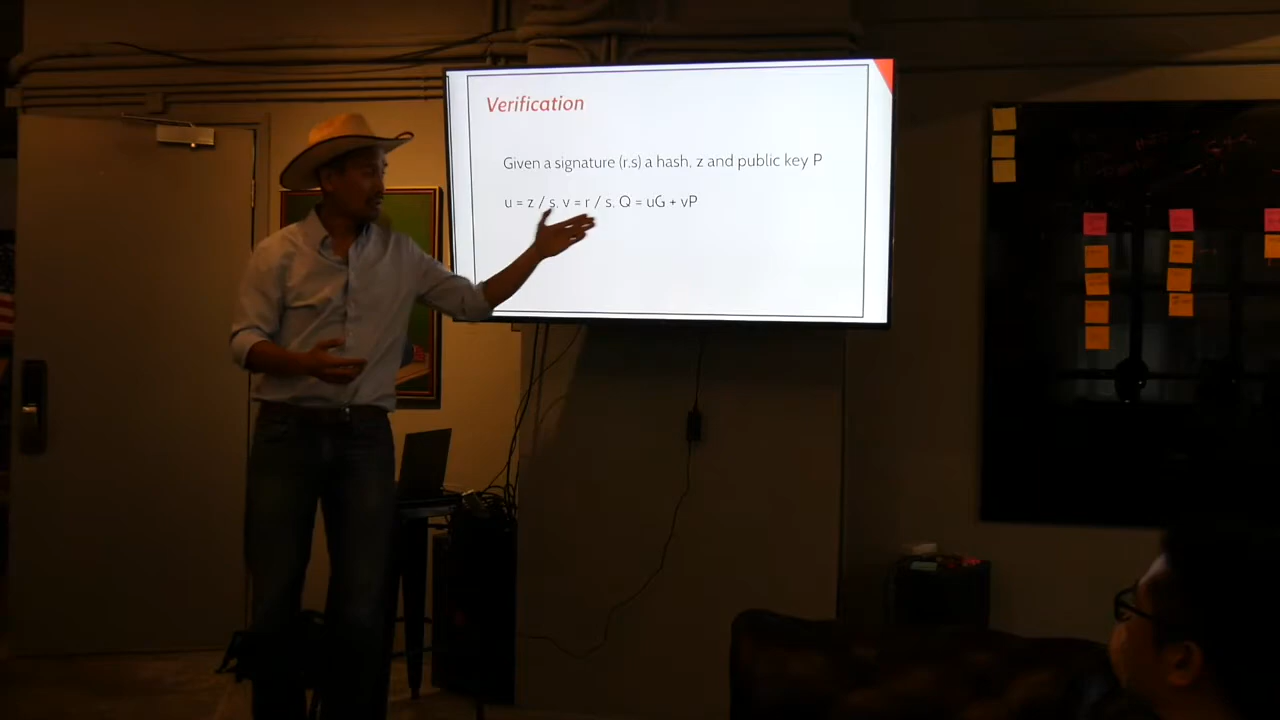 Verification
Given a signature (r,s) a hash, z and public key P
u = z / s, v = r / s, Q = uG + vP